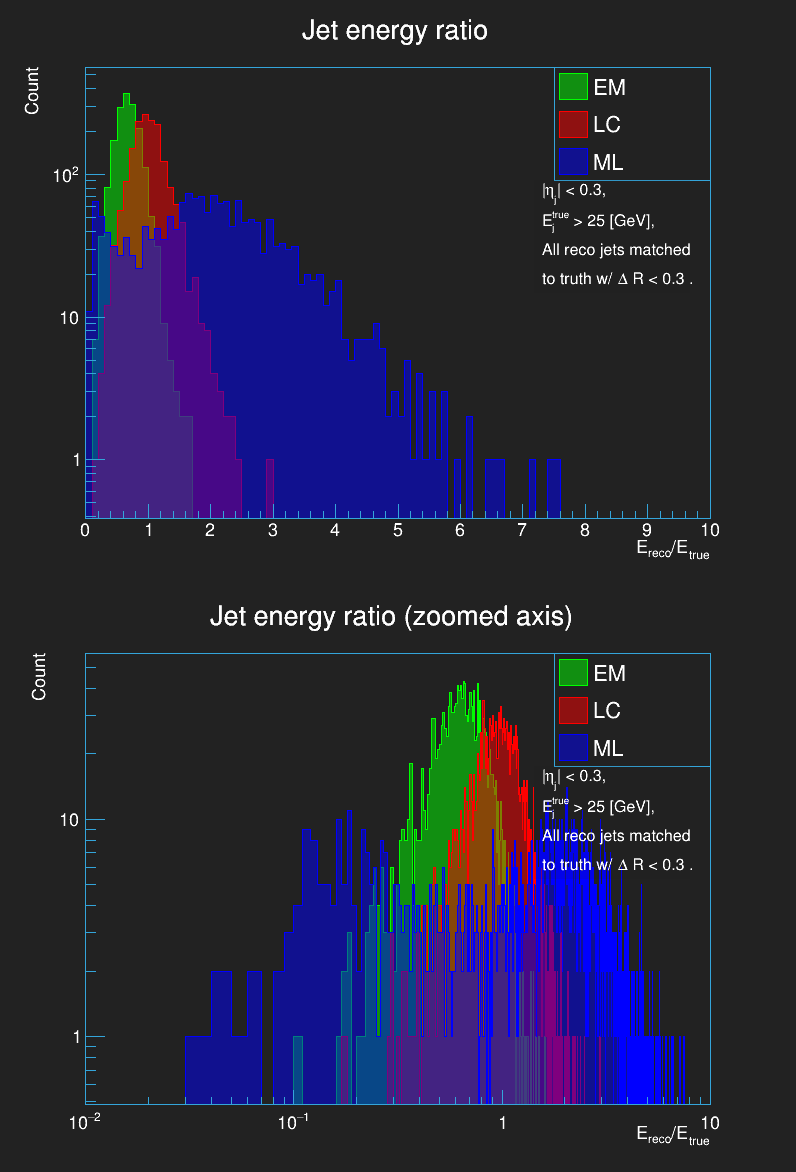 Jet energy ratio
Count
EM
LC
ML
|η_j| < 0.3,
E_j^true > 25 [GeV],
All reco jets matched
to truth w/ Δ R < 0.3 .
10²
10
1
0 1 2 3 4 5 6 7 8 9 10
E_reco/E_true
Jet energy ratio (zoomed axis)
Count
EM
LC
ML
|η_j| < 0.3,
E_j^true > 25 [GeV],
All reco jets matched
to truth w/ Δ R < 0.3 .
10
1
10⁻² 10⁻¹ 1 10
E_reco/E_true